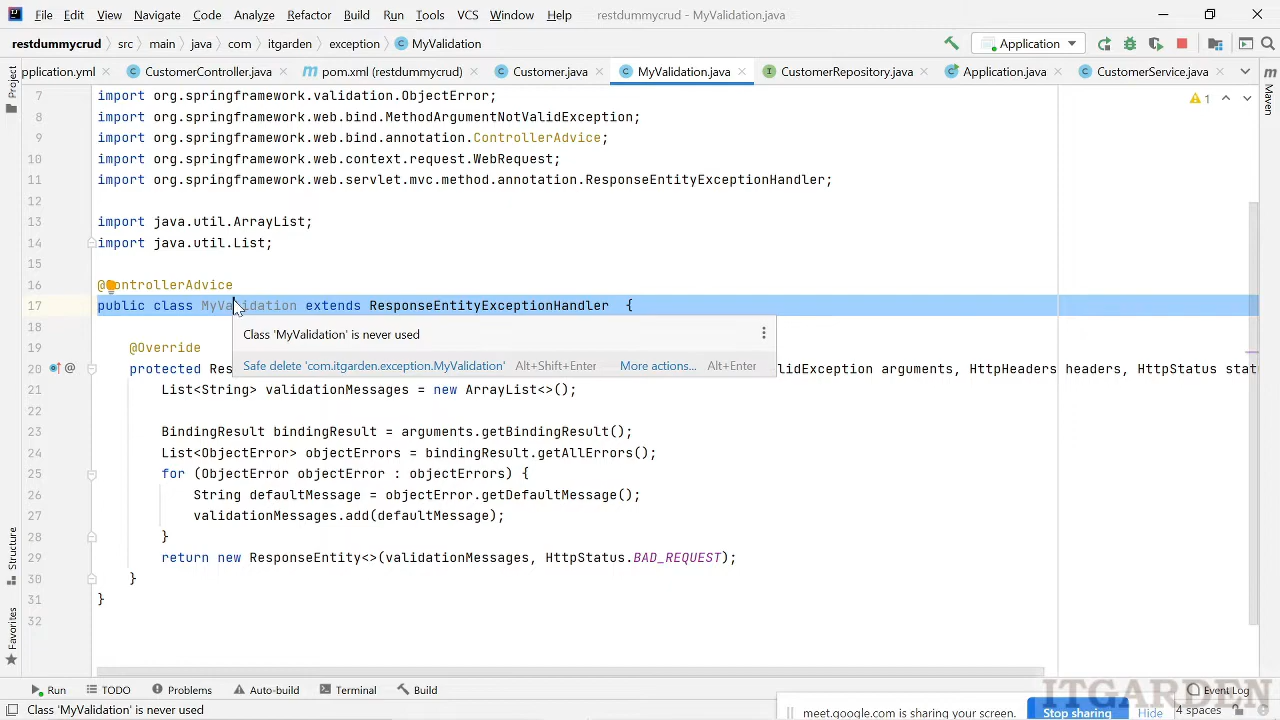 File Edit View Navigate Code Analyze Refactor Build Run Tools VCS Window Help restdummycrud - MyValidation.java
restdummycrud src main java com itgarden exception MyValidation Application
pplication.yml CustomerController.java pom.xml (restdummycrud) Customer.java MyValidation.java CustomerRepository.java Application.java CustomerService.java
Project
Maven
Structure
Favorites
1
7 import org.springframework.validation.ObjectError;
8 import org.springframework.web.bind.MethodArgumentNotValidException;
9 import org.springframework.web.bind.annotation.ControllerAdvice;
10 import org.springframework.web.context.request.WebRequest;
11 import org.springframework.web.servlet.mvc.method.annotation.ResponseEntityExceptionHandler;
12
13 import java.util.ArrayList;
14 import java.util.List;
15
16 @ControllerAdvice
17 public class MyValidation extends ResponseEntityExceptionHandler {
18
Class 'MyValidation' is never used
19 @Override
Safe delete 'com.itgarden.exception.MyValidation' Alt+Shift+Enter More actions... Alt+Enter
20 protected Res lidException arguments, HttpHeaders headers, HttpStatus stat
21 List<String> validationMessages = new ArrayList<>();
22
23 BindingResult bindingResult = arguments.getBindingResult();
24 List<ObjectError> objectErrors = bindingResult.getAllErrors();
25 for (ObjectError objectError : objectErrors) {
26 String defaultMessage = objectError.getDefaultMessage();
27 validationMessages.add(defaultMessage);
28 }
29 return new ResponseEntity<>(validationMessages, HttpStatus.BAD_REQUEST);
30 }
31 }
32
Run TODO Problems Auto-build Terminal Build Event Log
ITGARDEN
Class 'MyValidation' is never used
meet.google.com is sharing your screen. Stop sharing Hide 4 spaces